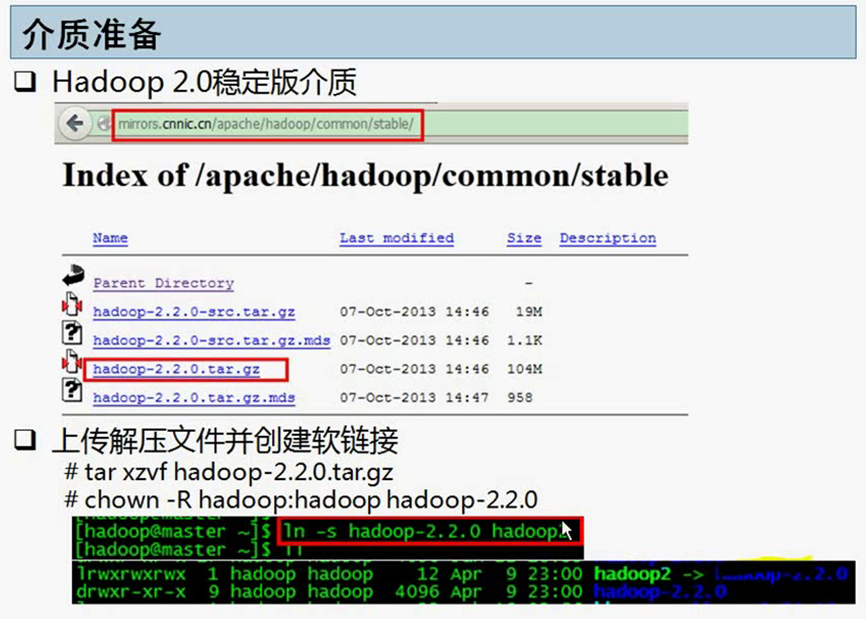 介质准备
Hadoop 2.0稳定版介质
mirrors.cnnic.cn/apache/hadoop/common/stable/
Index of /apache/hadoop/common/stable
Name Last modified Size Description
Parent Directory -
hadoop-2.2.0-src.tar.gz 07-Oct-2013 14:46 19M
hadoop-2.2.0-src.tar.gz.mds 07-Oct-2013 14:46 1.1K
hadoop-2.2.0.tar.gz 07-Oct-2013 14:46 104M
hadoop-2.2.0.tar.gz.mds 07-Oct-2013 14:47 958
上传解压文件并创建软链接
# tar xzvf hadoop-2.2.0.tar.gz
# chown -R hadoop:hadoop hadoop-2.2.0
[hadoop@master ~]$ ln -s hadoop-2.2.0 hadoop2
[hadoop@master ~]$
lrwxrwxrwx 1 hadoop hadoop 12 Apr 9 23:00 hadoop2 ->
drwxr-xr-x 9 hadoop hadoop 4096 Apr 9 23:00 hadoop-2.2.0